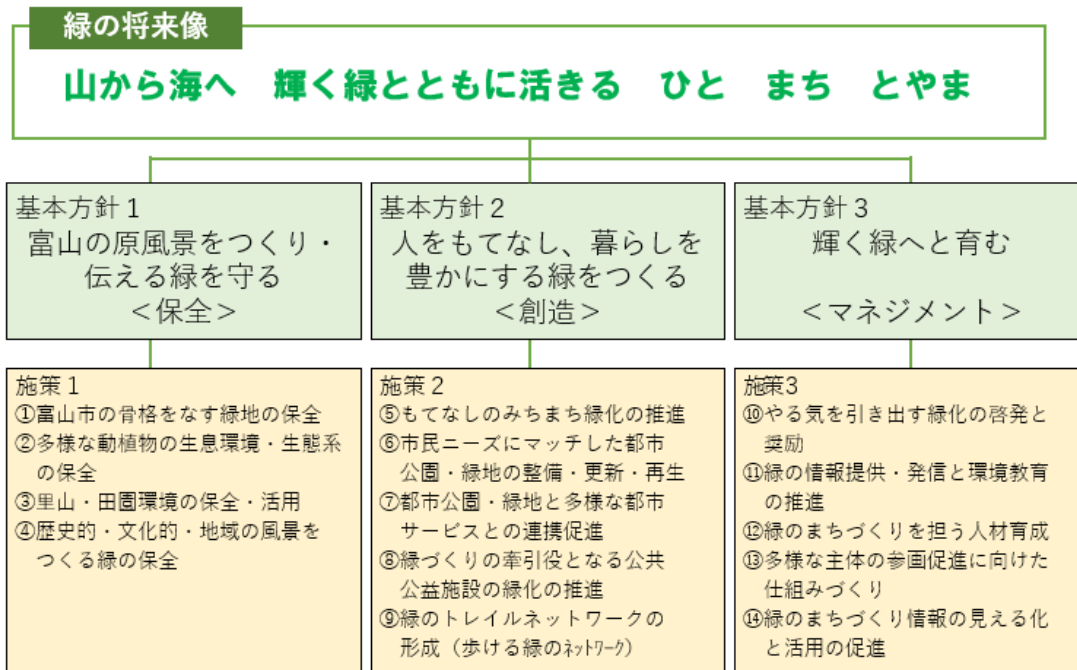 緑の将来像
山から海へ　輝く緑とともに活きる　ひと　まち　とやま
基本方針１
富山の原風景をつくり・
伝える緑を守る
＜保全＞
基本方針２
人をもてなし、暮らしを
豊かにする緑をつくる
＜創造＞
基本方針３
輝く緑へと育む
＜マネジメント＞
施策１
①富山市の骨格をなす緑地の保全
②多様な動植物の生息環境・生態系
の保全
③里山・田園環境の保全・活用
④歴史的・文化的・地域の風景を
つくる緑の保全
施策２
⑤もてなしのみちまち緑化の推進
⑥市民ニーズにマッチした都市
公園・緑地の整備・更新・再生
⑦都市公園・緑地と多様な都市
サービスとの連携促進
⑧緑づくりの牽引役となる公共
公益施設の緑化の推進
⑨緑のトレイルネットワークの
形成（歩ける緑のﾈｯﾄﾜｰｸ）
施策3
⑩やる気を引き出す緑化の啓発と
奨励
⑪緑の情報提供・発信と環境教育
の推進
⑫緑のまちづくりを担う人材育成
⑬多様な主体の参画促進に向けた
仕組みづくり
⑭緑のまちづくり情報の見える化
と活用の促進